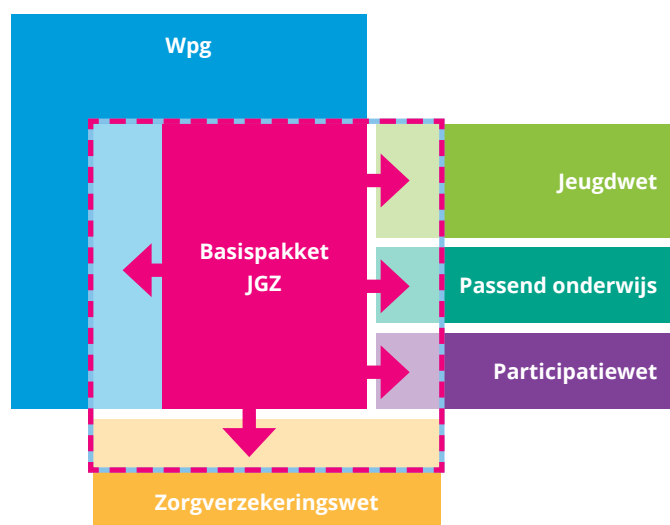 Wpg
Jeugdwet
Basispakket
JGZ
Passend onderwijs
Participatiewet
Zorgverzekeringswet